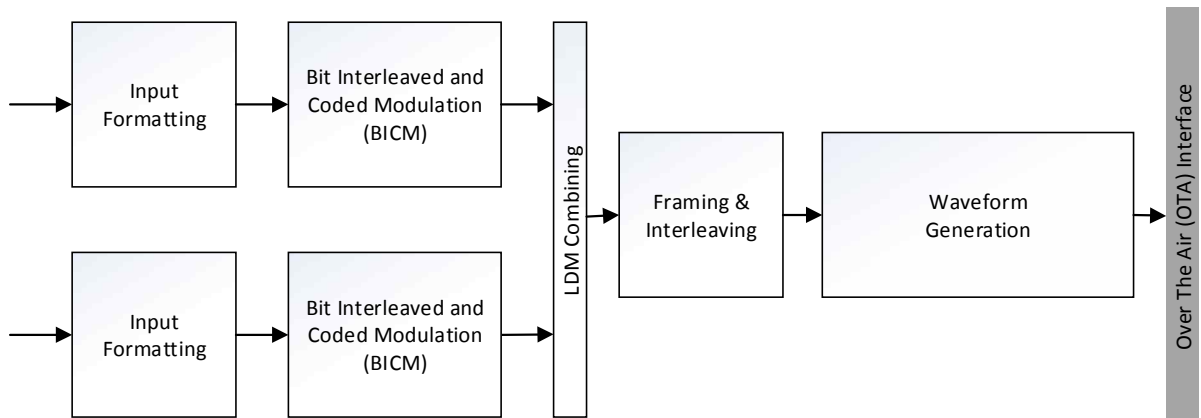 Input
Formatting
Bit Interleaved and
Coded Modulation
(BICM)
Input
Formatting
Bit Interleaved and
Coded Modulation
(BICM)
LDM Combining
Framing &
Interleaving
Waveform
Generation
Over The Air (OTA) Interface